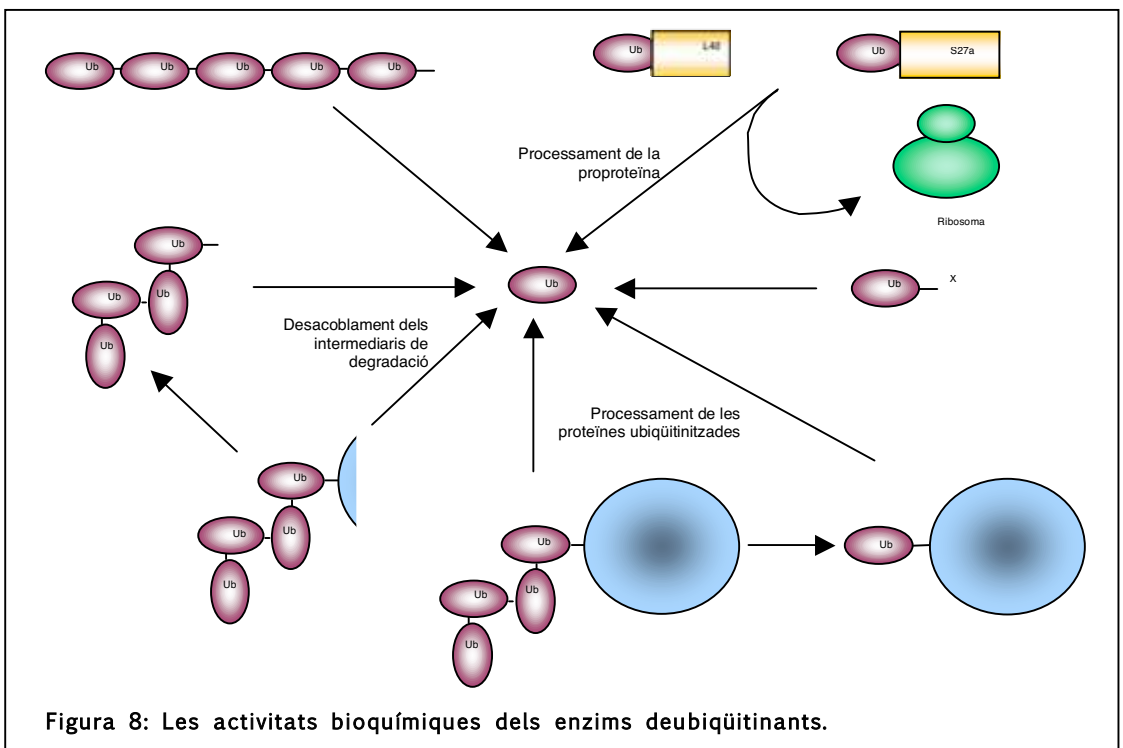 Ub Ub Ub Ub Ub
Ub L40
Ub S27a
Processament de la
proproteïna
Ribosoma
Ub
Ub Ub
Ub
Ub
Ub x
Desacoblament dels
intermediaris de
degradació
Processament de les
proteïnes ubiqüitinitzades
Ub
Ub Ub
Ub
Ub
Ub Ub
Ub
Ub
Figura 8: Les activitats bioquímiques dels enzims deubiqüitinants.